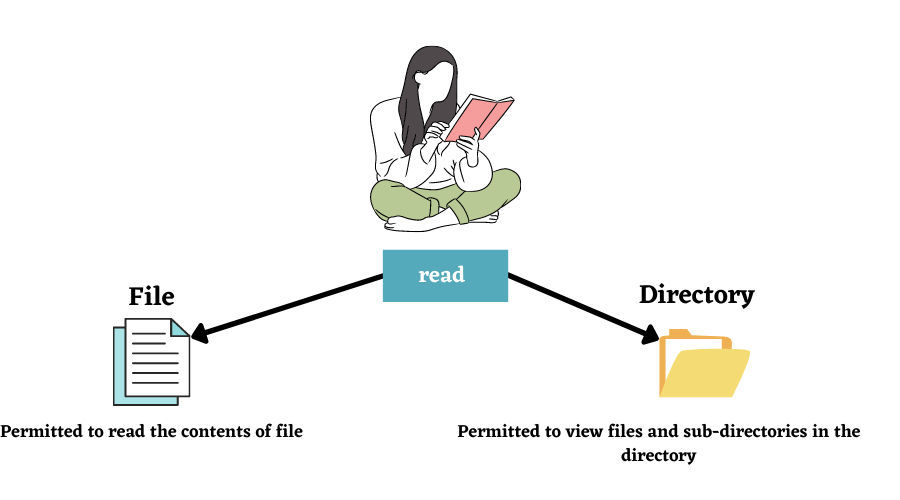 read
File
Directory
Permitted to read the contents of file
Permitted to view files and sub-directories in the
directory